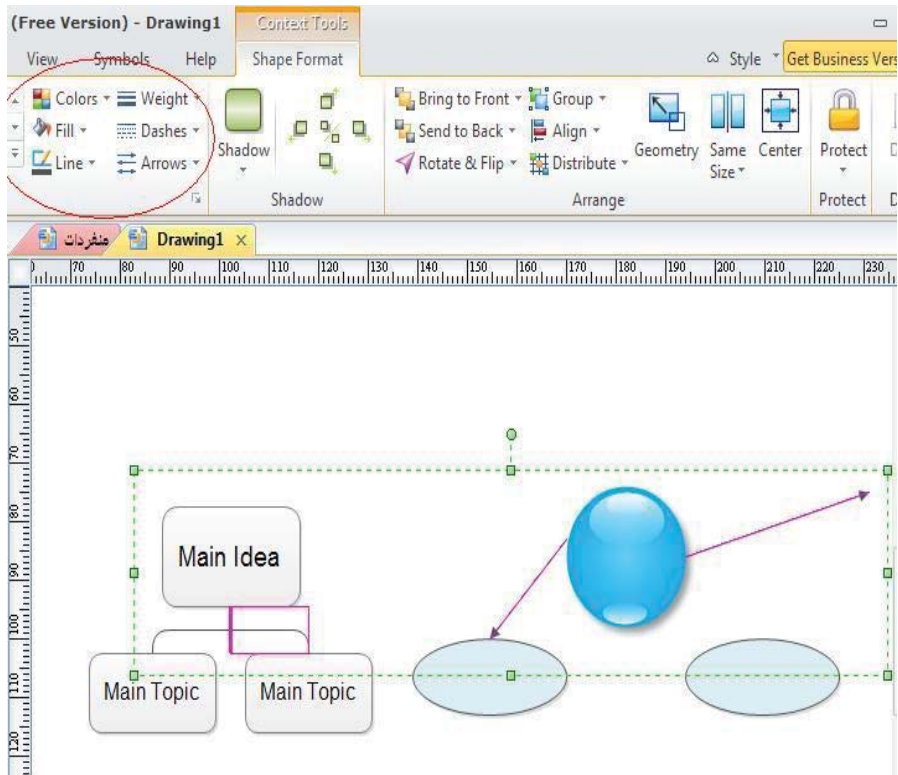 (Free Version) - Drawing1 Context Tools
View Symbols Help Shape Format Style Get Business Vers
Colors Weight Bring to Front Group
Fill Dashes Shadow Send to Back Align Geometry Same Size Center Protect
Line Arrows Rotate & Flip Distribute
Shadow Arrange Protect D
منفردات Drawing1
70 80 90 100 110 120 130 140 150 160 170 180 190 200 210 220 230
50
60
70
80
90
100
110
120
Main Idea
Main Topic Main Topic